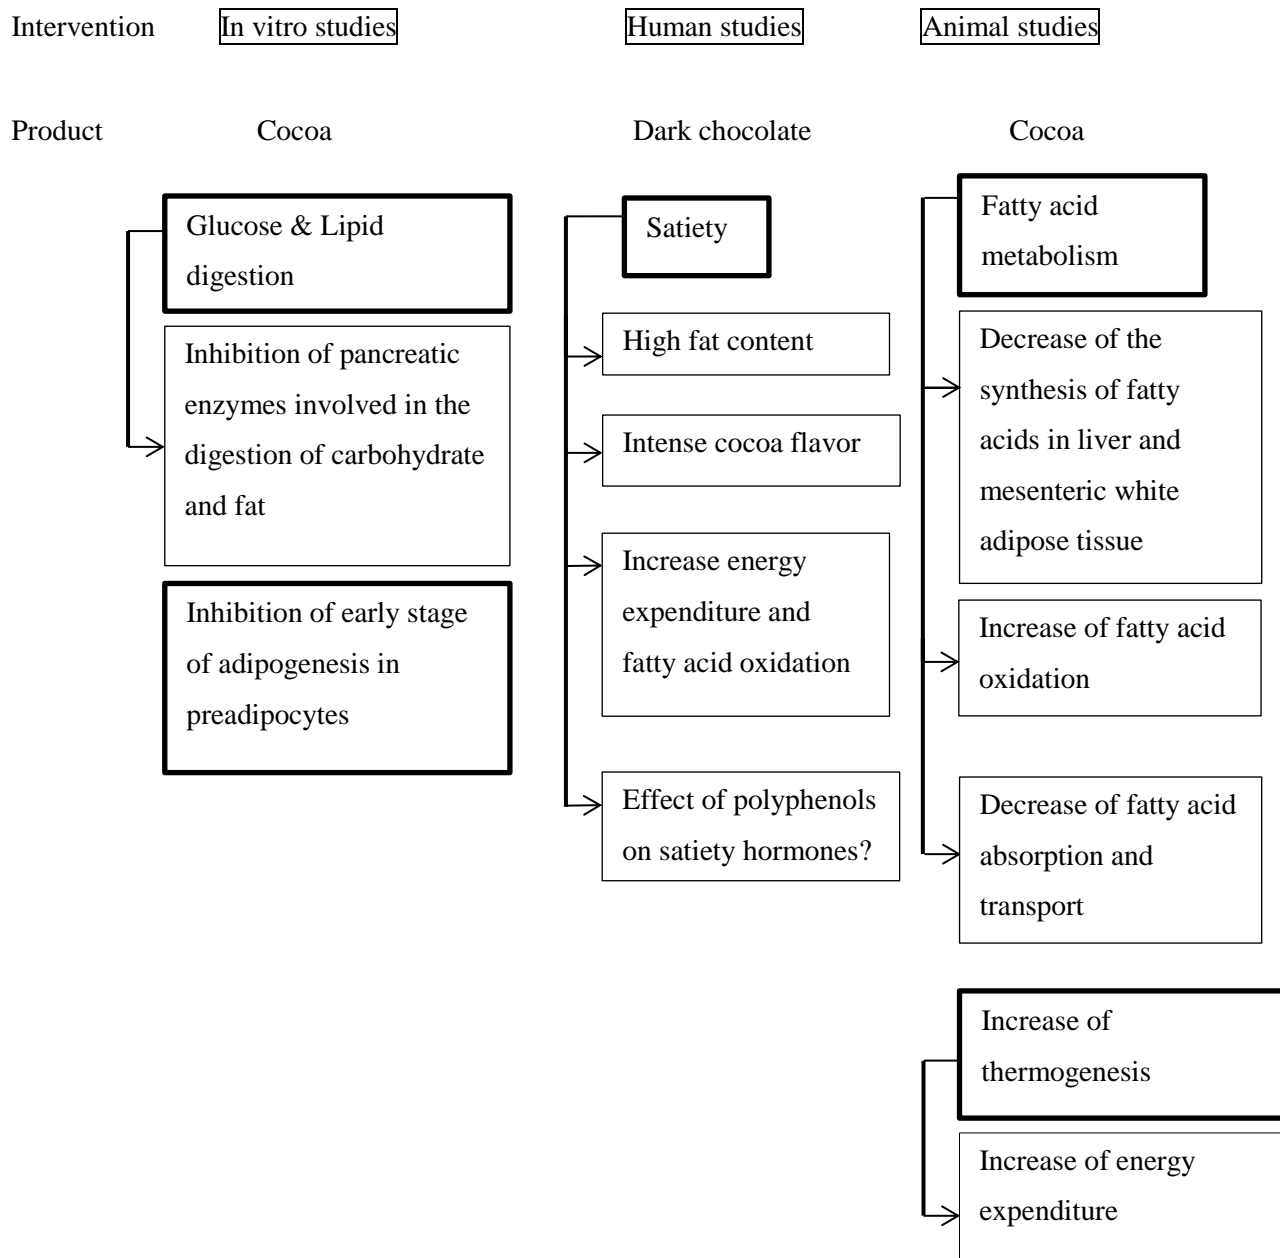 Intervention In vitro studies Human studies Animal studies
Product Cocoa Dark chocolate Cocoa
Glucose & Lipid
digestion
Inhibition of pancreatic
enzymes involved in the
digestion of carbohydrate
and fat
Inhibition of early stage
of adipogenesis in
preadipocytes
Satiety
High fat content
Intense cocoa flavor
Increase energy
expenditure and
fatty acid oxidation
Effect of polyphenols
on satiety hormones?
Fatty acid
metabolism
Decrease of the
synthesis of fatty
acids in liver and
mesenteric white
adipose tissue
Increase of fatty acid
oxidation
Decrease of fatty acid
absorption and
transport
Increase of
thermogenesis
Increase of energy
expenditure